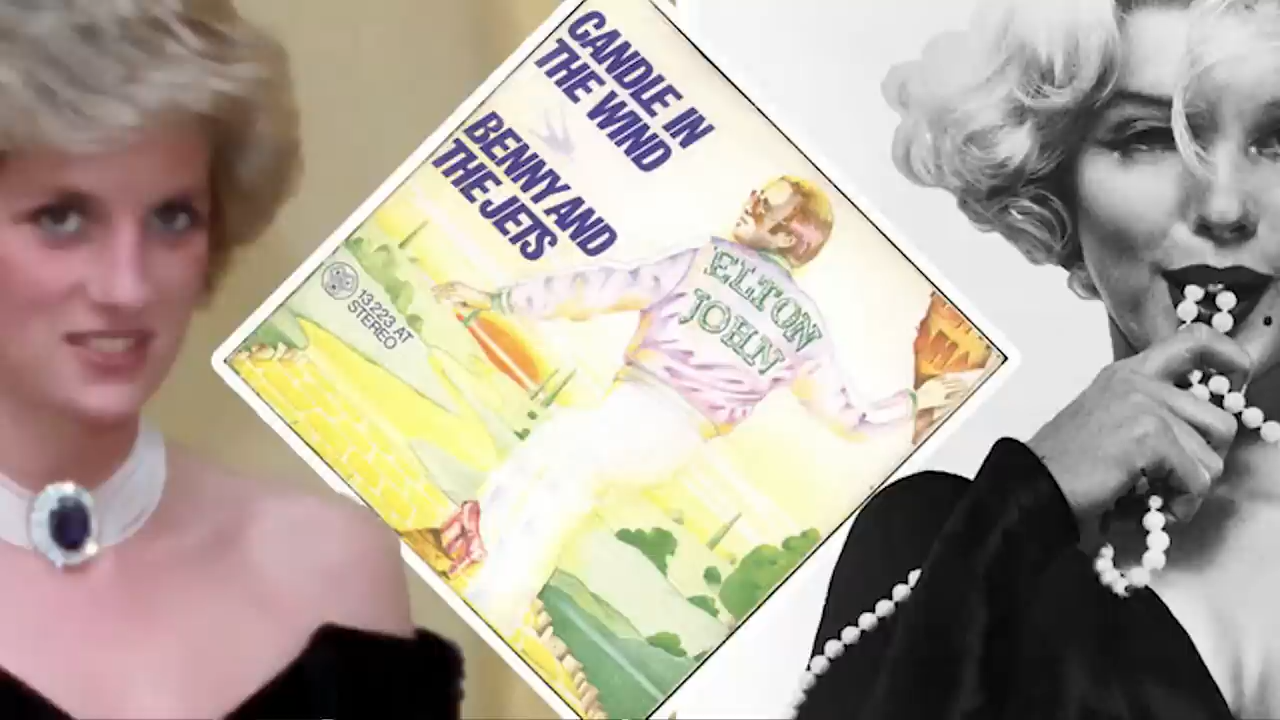 CANDLE IN
THE WIND
BENNY AND
THE JETS
13 223 AT
STEREO
ELTON
JOHN